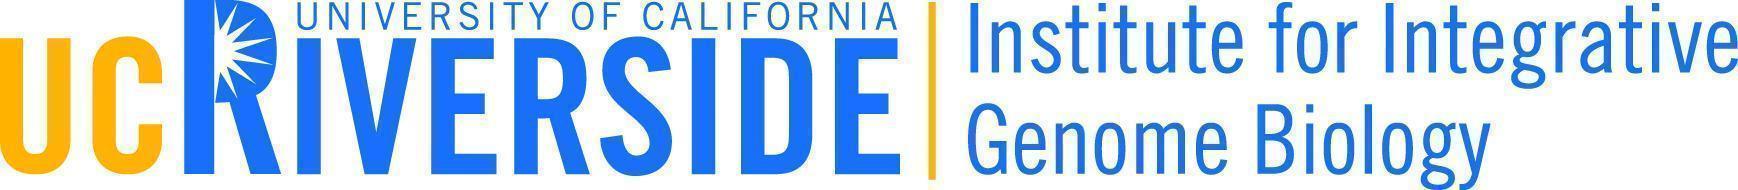 UNIVERSITY OF CALIFORNIA
UCRIVERSIDE
Institute for Integrative
Genome Biology